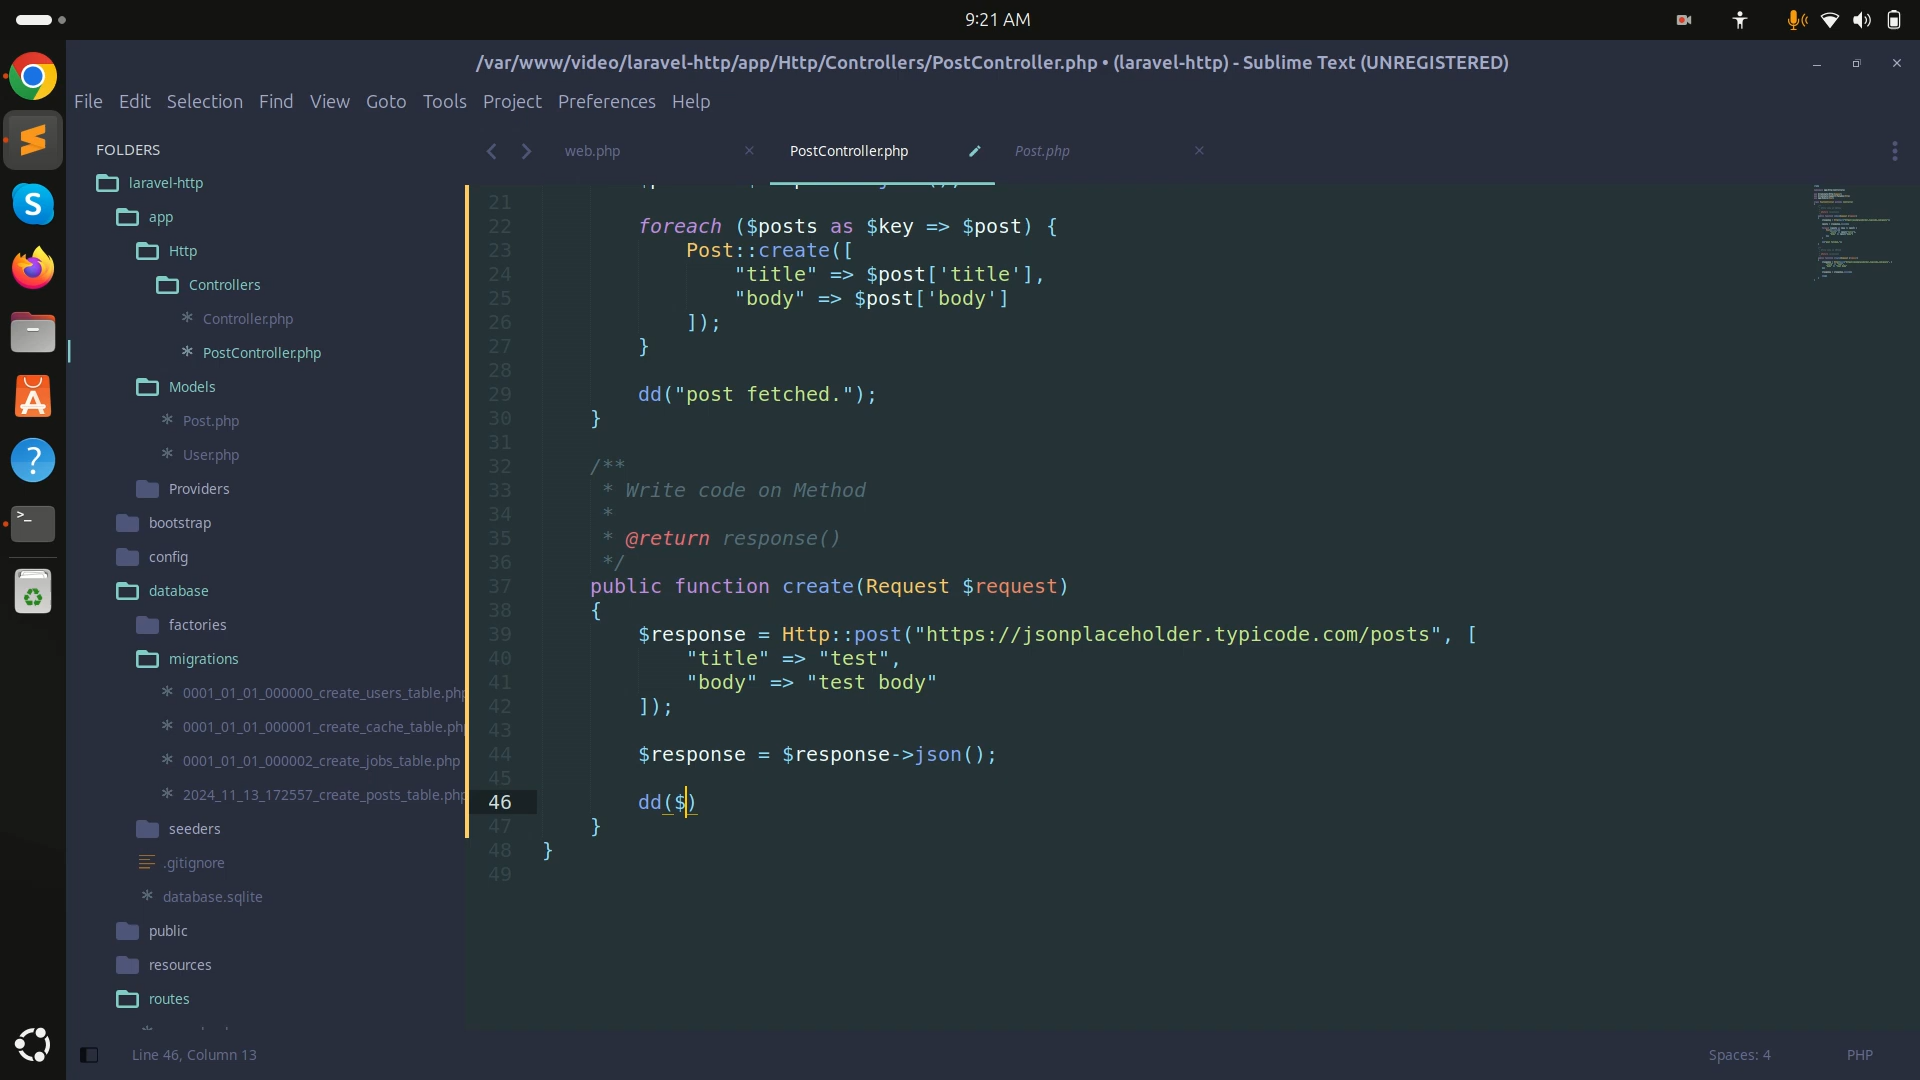 9:21 AM
/var/www/video/laravel-http/app/Http/Controllers/PostController.php • (laravel-http) - Sublime Text (UNREGISTERED)
File Edit Selection Find View Goto Tools Project Preferences Help
FOLDERS
laravel-http
app
Http
Controllers
Controller.php
PostController.php
Models
Post.php
User.php
Providers
bootstrap
config
database
factories
migrations
0001_01_01_000000_create_users_table.php
0001_01_01_000001_create_cache_table.php
0001_01_01_000002_create_jobs_table.php
2024_11_13_172557_create_posts_table.php
seeders
.gitignore
database.sqlite
public
resources
routes
web.php PostController.php Post.php
21
22 foreach ($posts as $key => $post) {
23 Post::create([
24 "title" => $post['title'],
25 "body" => $post['body']
26 ]);
27 }
28
29 dd("post fetched.");
30 }
31
32 /**
33 * Write code on Method
34 *
35 * @return response()
36 */
37 public function create(Request $request)
38 {
39 $response = Http::post("https://jsonplaceholder.typicode.com/posts", [
40 "title" => "test",
41 "body" => "test body"
42 ]);
43
44 $response = $response->json();
45
46 dd($)
47 }
48 }
49
Line 46, Column 13
Spaces: 4 PHP